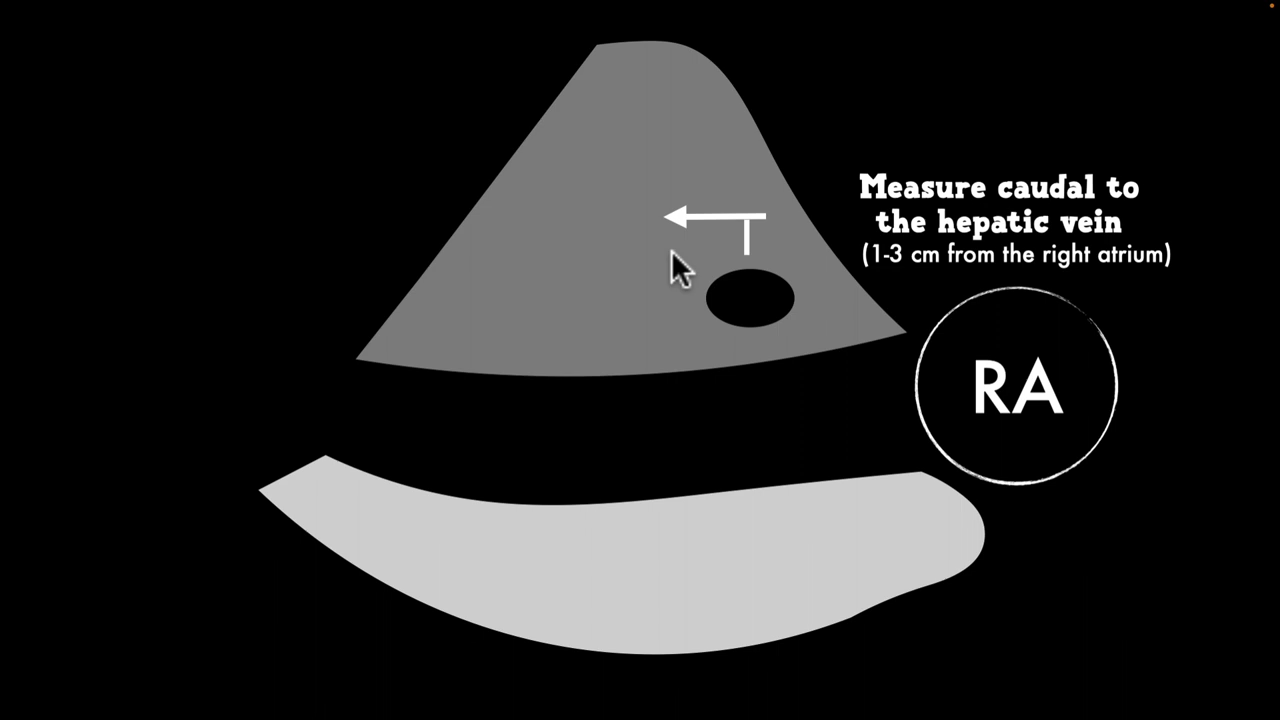 Measure caudal to
the hepatic vein
(1-3 cm from the right atrium)
RA